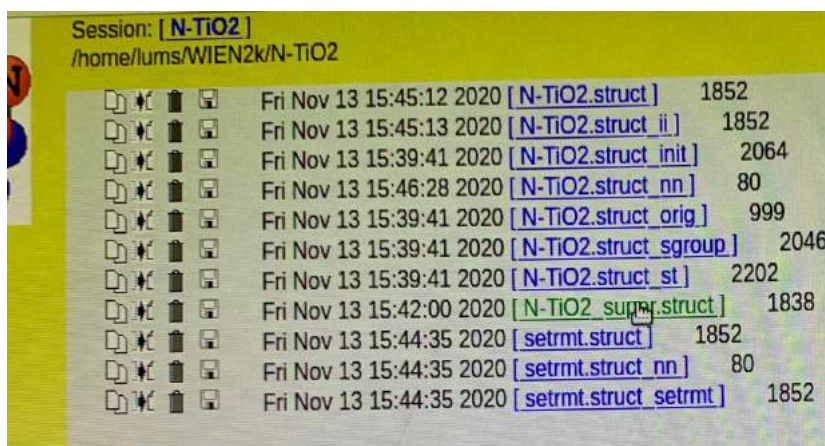 Session: [ N-TiO2 ]
/home/lums/WIEN2k/N-TiO2
Fri Nov 13 15:45:12 2020 [ N-TiO2.struct ] 1852
Fri Nov 13 15:45:13 2020 [ N-TiO2.struct_ii ] 1852
Fri Nov 13 15:39:41 2020 [ N-TiO2.struct_init ] 2064
Fri Nov 13 15:46:28 2020 [ N-TiO2.struct_nn ] 80
Fri Nov 13 15:39:41 2020 [ N-TiO2.struct_orig ] 999
Fri Nov 13 15:39:41 2020 [ N-TiO2.struct_sgroup ] 2046
Fri Nov 13 15:39:41 2020 [ N-TiO2.struct_st ] 2202
Fri Nov 13 15:42:00 2020 [ N-TiO2_super.struct ] 1838
Fri Nov 13 15:44:35 2020 [ setrmt.struct ] 1852
Fri Nov 13 15:44:35 2020 [ setrmt.struct_nn ] 80
Fri Nov 13 15:44:35 2020 [ setrmt.struct_setrmt ] 1852